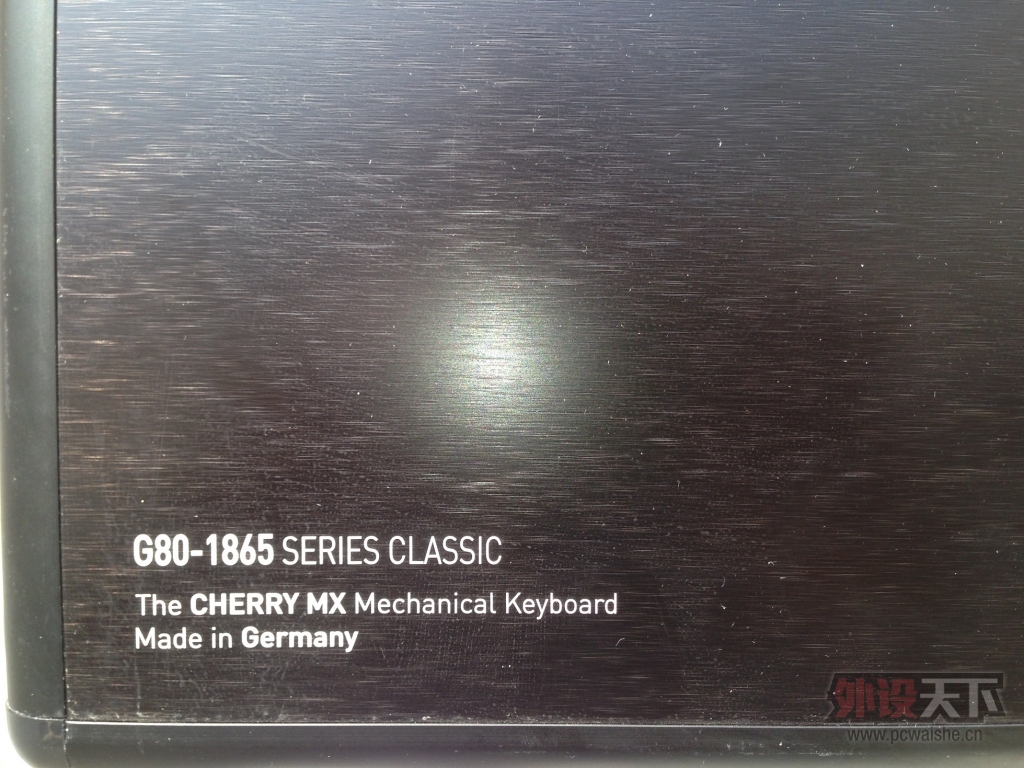 G80-1865 SERIES CLASSIC
The CHERRY MX Mechanical Keyboard
Made in Germany
外设天下
www.pcwaishe.cn